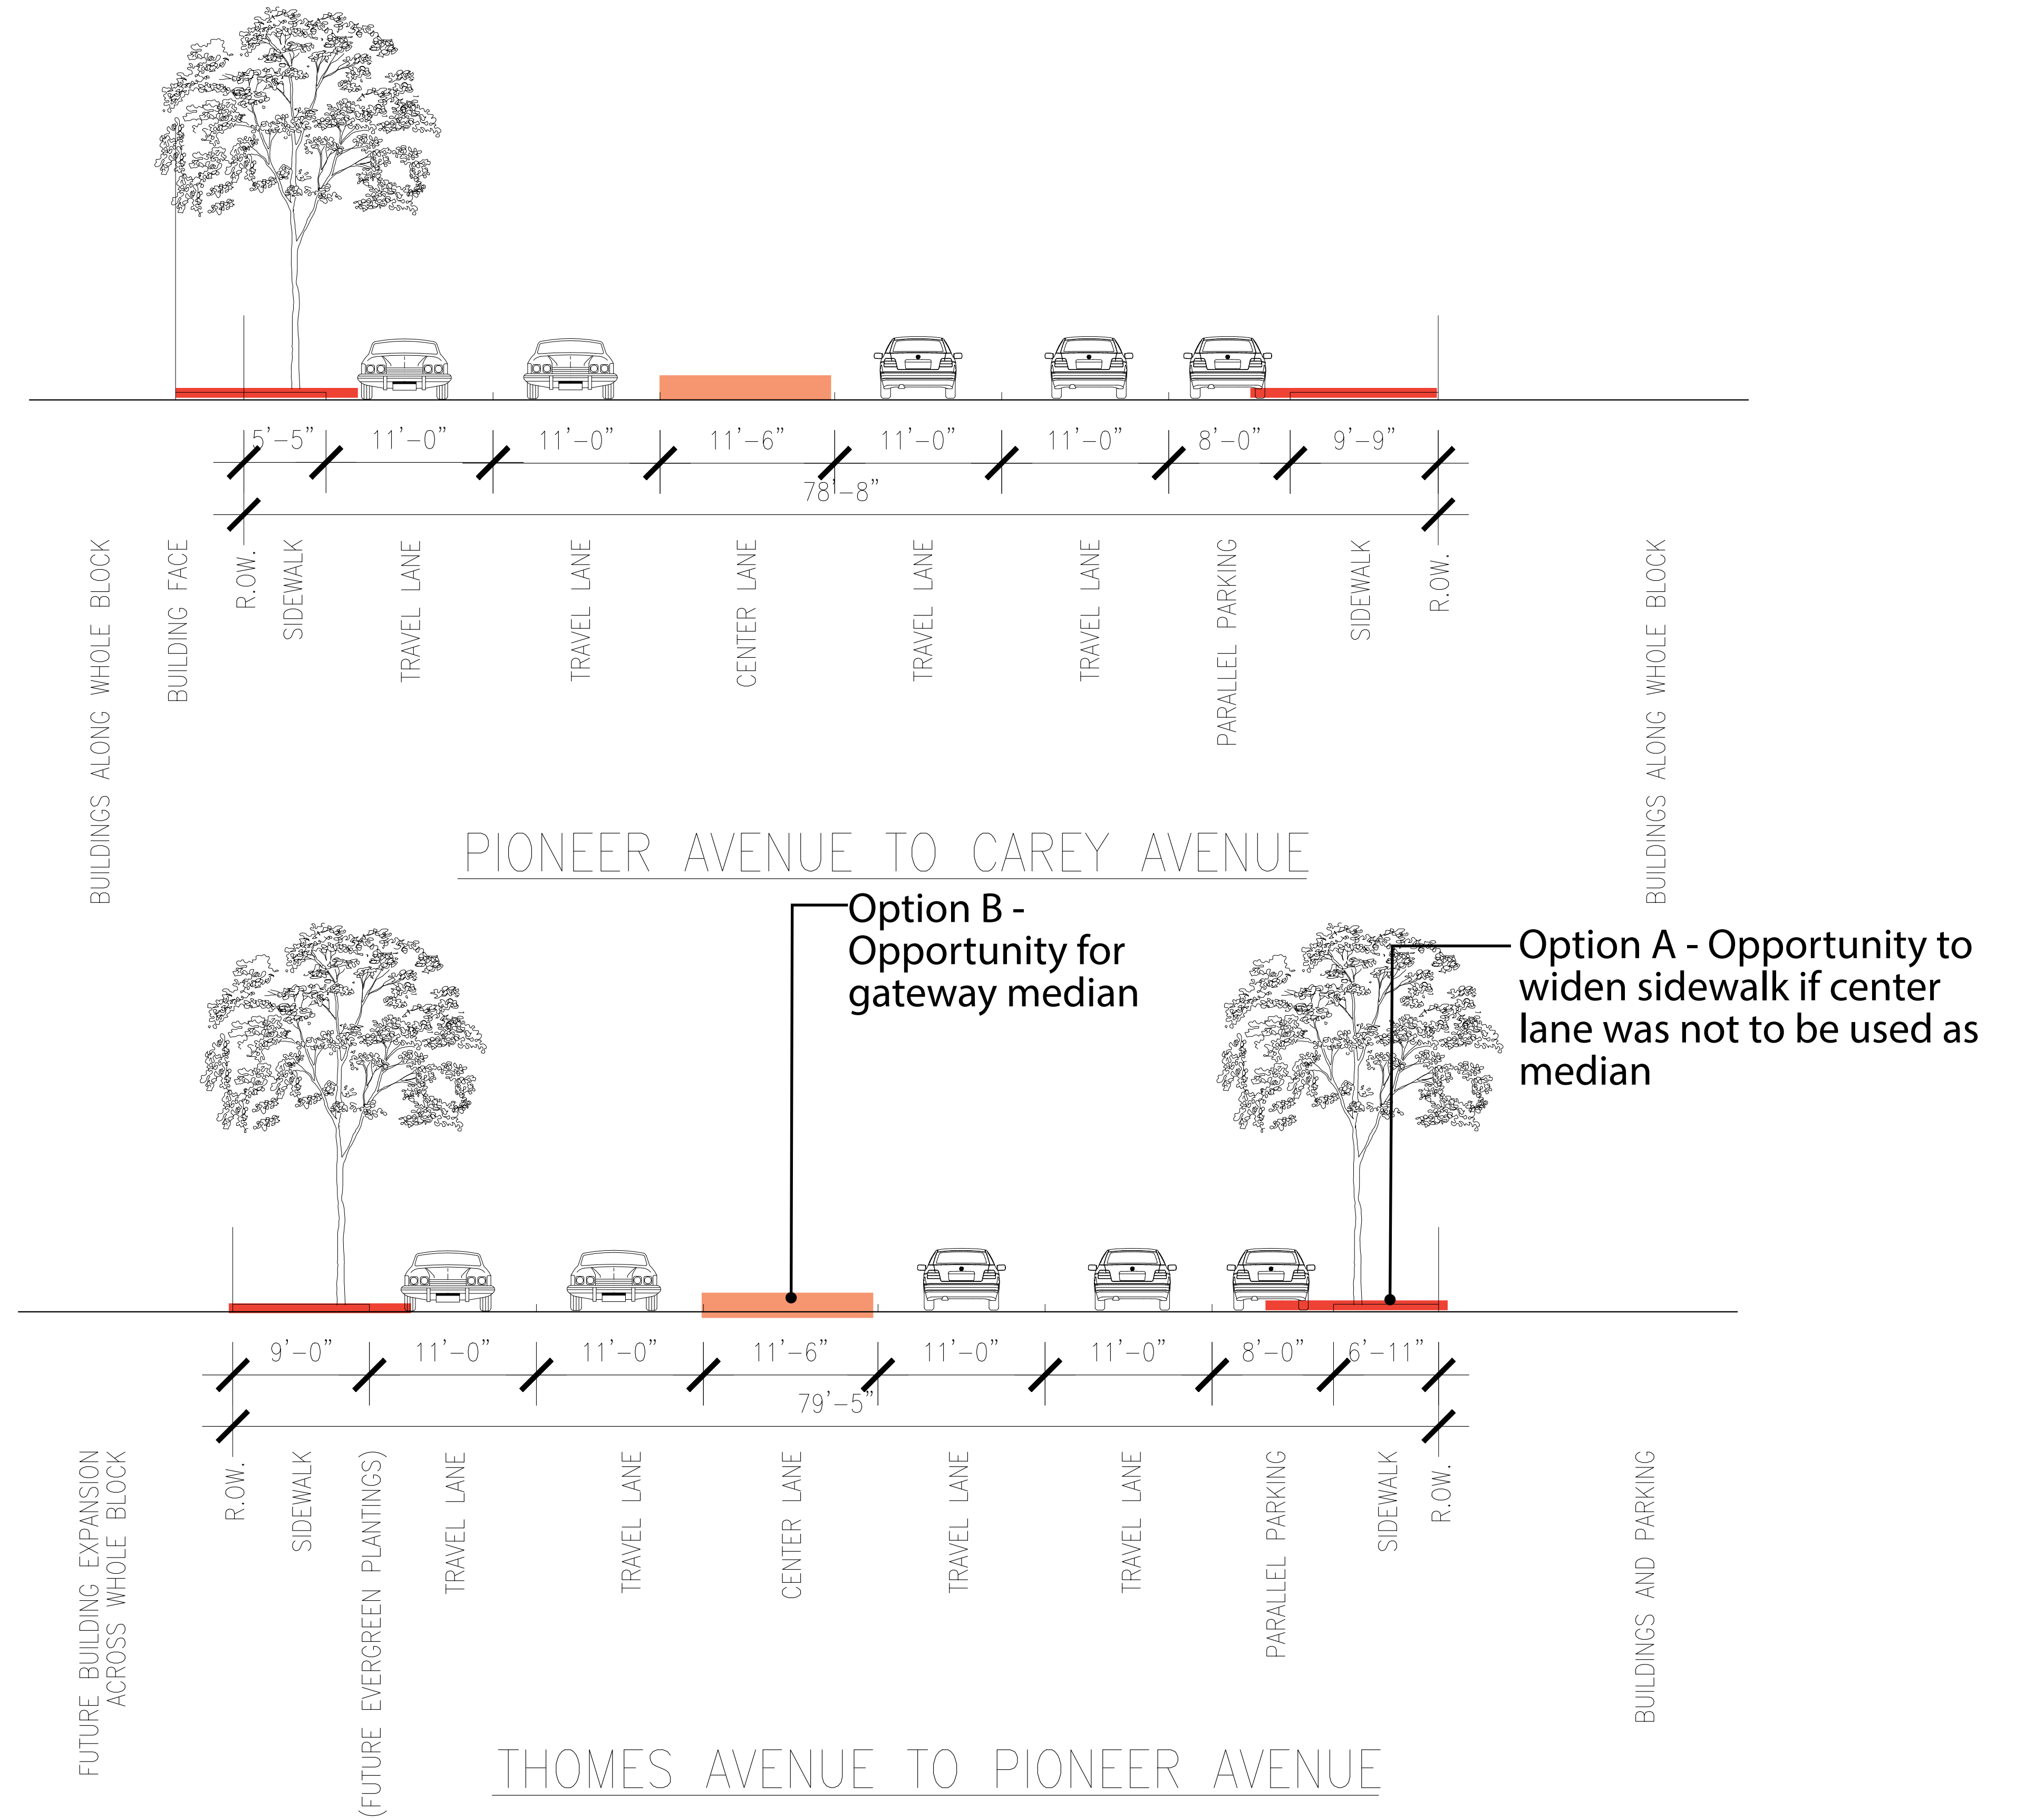 5'-5"
11'-0"
11'-0"
11'-6"
11'-0"
11'-0"
8'-0"
9'-9"
78'-8"
BUILDINGS ALONG WHOLE BLOCK
BUILDING FACE
R.OW.
SIDEWALK
TRAVEL LANE
TRAVEL LANE
CENTER LANE
TRAVEL LANE
TRAVEL LANE
PARALLEL PARKING
SIDEWALK
R.OW.
BUILDINGS ALONG WHOLE BLOCK
PIONEER AVENUE TO CAREY AVENUE
Option B -
Opportunity for
gateway median
Option A - Opportunity to
widen sidewalk if center
lane was not to be used as
median
9'-0"
11'-0"
11'-0"
11'-6"
11'-0"
11'-0"
8'-0"
6'-11"
79'-5"
FUTURE BUILDING EXPANSION
ACROSS WHOLE BLOCK
R.OW.
SIDEWALK
(FUTURE EVERGREEN PLANTINGS)
TRAVEL LANE
TRAVEL LANE
CENTER LANE
TRAVEL LANE
TRAVEL LANE
PARALLEL PARKING
SIDEWALK
R.OW.
BUILDINGS AND PARKING
THOMES AVENUE TO PIONEER AVENUE